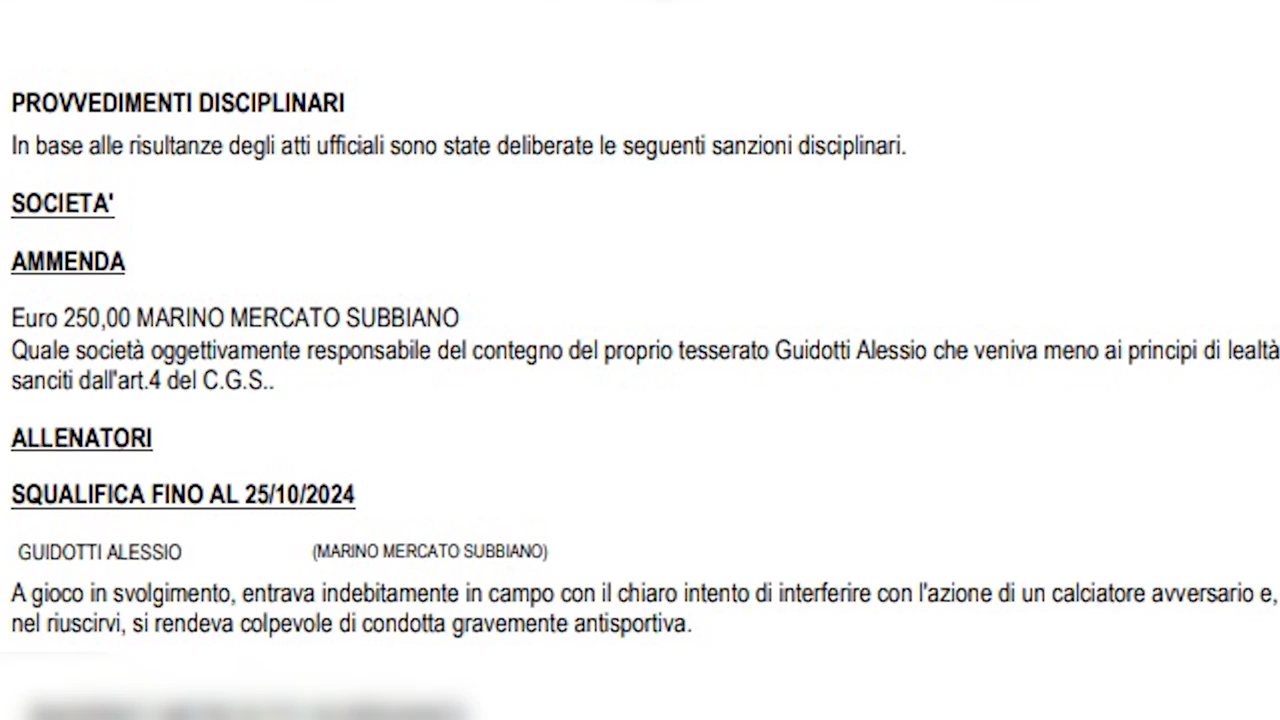 PROVVEDIMENTI DISCIPLINARI
In base alle risultanze degli atti ufficiali sono state deliberate le seguenti sanzioni disciplinari.
SOCIETA'
AMMENDA
Euro 250,00 MARINO MERCATO SUBBIANO
Quale società oggettivamente responsabile del contegno del proprio tesserato Guidotti Alessio che veniva meno ai principi di lealtà
sanciti dall'art.4 del C.G.S..
ALLENATORI
SQUALIFICA FINO AL 25/10/2024
GUIDOTTI ALESSIO (MARINO MERCATO SUBBIANO)
A gioco in svolgimento, entrava indebitamente in campo con il chiaro intento di interferire con l'azione di un calciatore avversario e,
nel riuscirvi, si rendeva colpevole di condotta gravemente antisportiva.